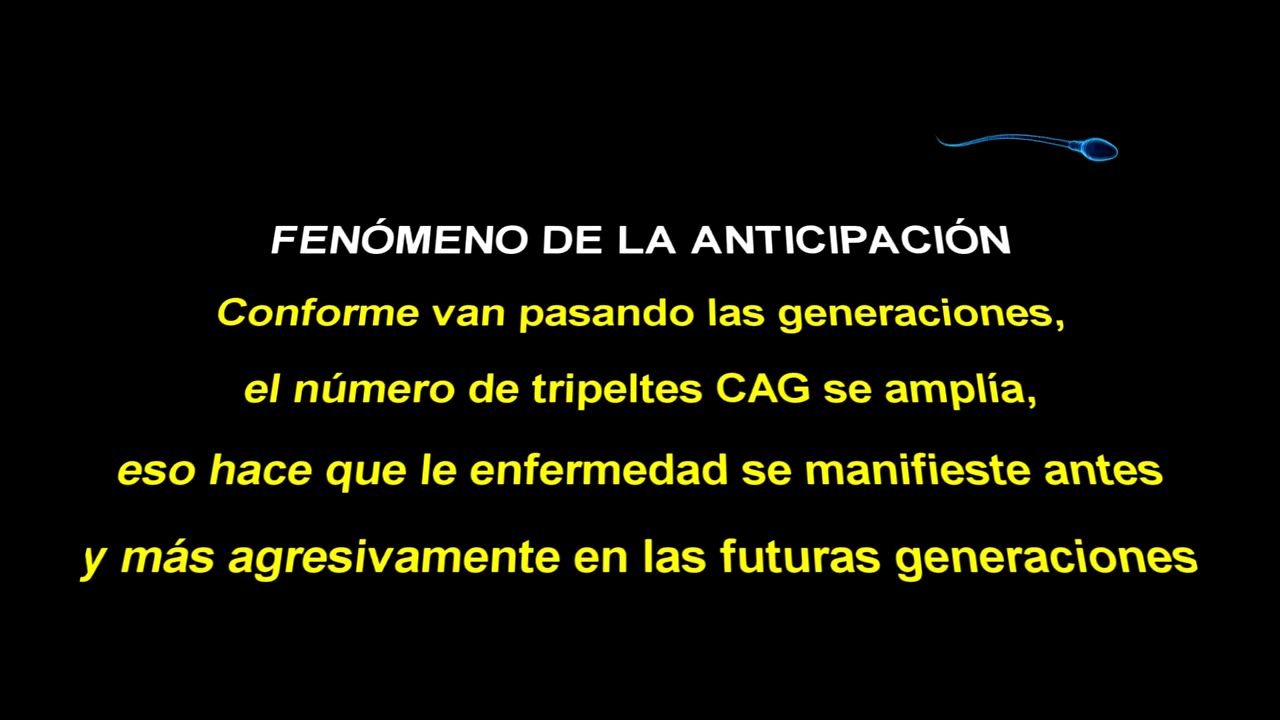 FENÓMENO DE LA ANTICIPACIÓN
Conforme van pasando las generaciones,
el número de tripeltes CAG se amplía,
eso hace que le enfermedad se manifieste antes
y más agresivamente en las futuras generaciones